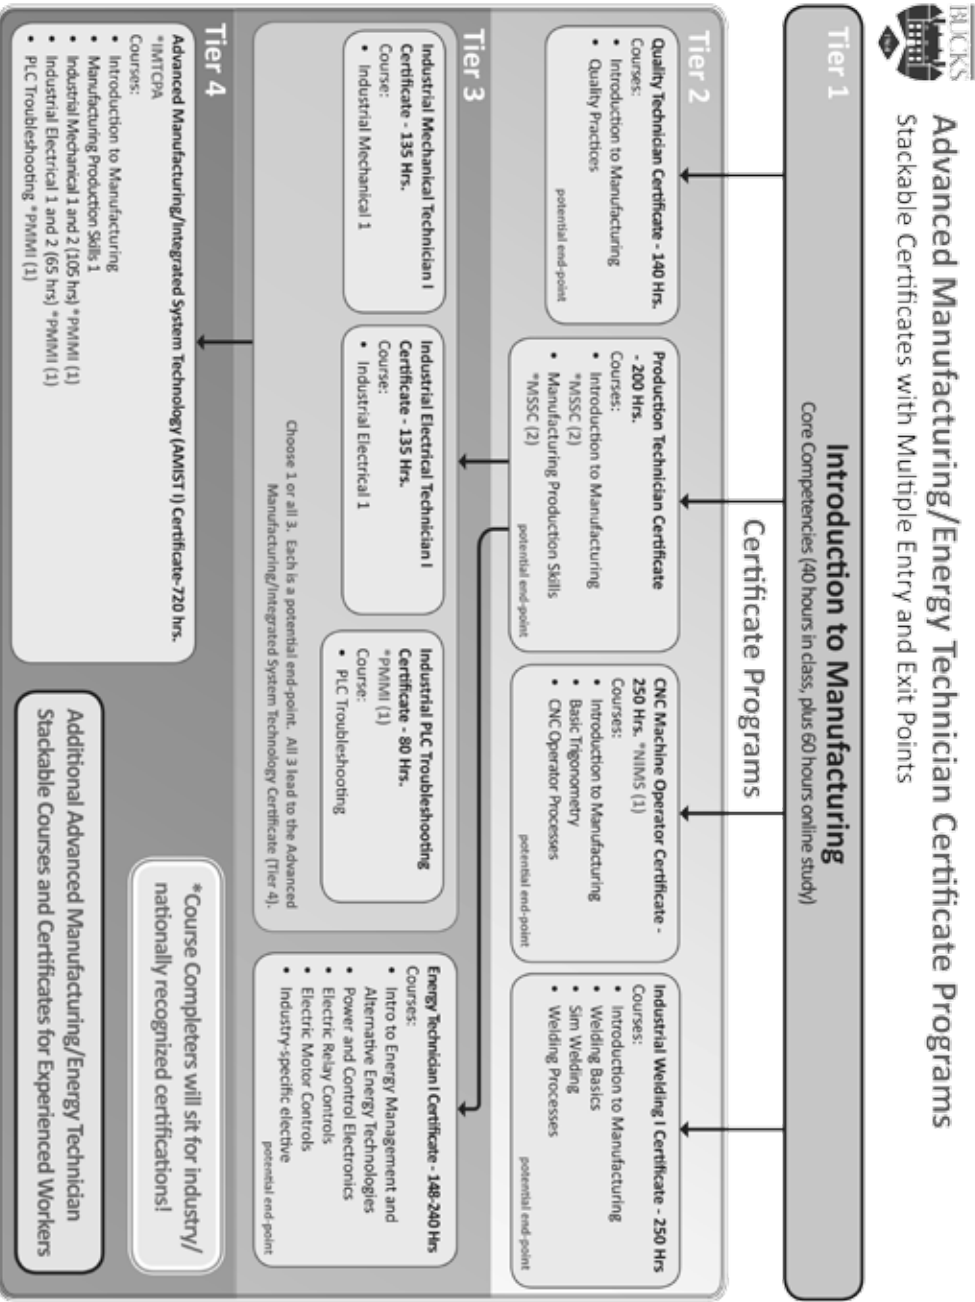 BUCKS
Advanced Manufacturing/Energy Technician Certificate Programs
Stackable Certificates with Multiple Entry and Exit Points
Tier 1
Introduction to Manufacturing
Core Competencies (40 hours in class, plus 60 hours online study)
Certificate Programs
Tier 2
Quality Technician Certificate - 140 Hrs.
Courses:
• Introduction to Manufacturing
• Quality Practices
potential end-point
Production Technician Certificate
- 200 Hrs.
Courses:
• Introduction to Manufacturing
*MSSC (2)
• Manufacturing Production Skills
*MSSC (2)
potential end-point
CNC Machine Operator Certificate -
250 Hrs. *NIMS (1)
Courses:
• Introduction to Manufacturing
• Basic Trigonometry
• CNC Operator Processes
potential end-point
Industrial Welding I Certificate - 250 Hrs
Courses:
• Introduction to Manufacturing
• Welding Basics
• Sim Welding
• Welding Processes
potential end-point
Tier 3
Industrial Mechanical Technician I
Certificate - 135 Hrs.
Course:
• Industrial Mechanical 1
Industrial Electrical Technician I
Certificate - 135 Hrs.
Course:
• Industrial Electrical 1
Industrial PLC Troubleshooting
Certificate - 80 Hrs.
*PMMI (1)
Course:
• PLC Troubleshooting
Choose 1 or all 3. Each is a potential end-point. All 3 lead to the Advanced
Manufacturing/Integrated System Technology Certificate (Tier 4).
Energy Technician I Certificate - 148-240 Hrs
Courses:
• Intro to Energy Management and
Alternative Energy Technologies
• Power and Control Electronics
• Electric Relay Controls
• Electric Motor Controls
• Industry-specific elective
potential end-point
Tier 4
Advanced Manufacturing/Integrated System Technology (AMIST I) Certificate-720 hrs.
*IMTCPA
Courses:
• Introduction to Manufacturing
• Manufacturing Production Skills 1
• Industrial Mechanical 1 and 2 (105 hrs) *PMMI (1)
• Industrial Electrical 1 and 2 (65 hrs) *PMMI (1)
• PLC Troubleshooting *PMMI (1)
*Course Completers will sit for industry/
nationally recognized certifications!
Additional Advanced Manufacturing/Energy Technician
Stackable Courses and Certificates for Experienced Workers